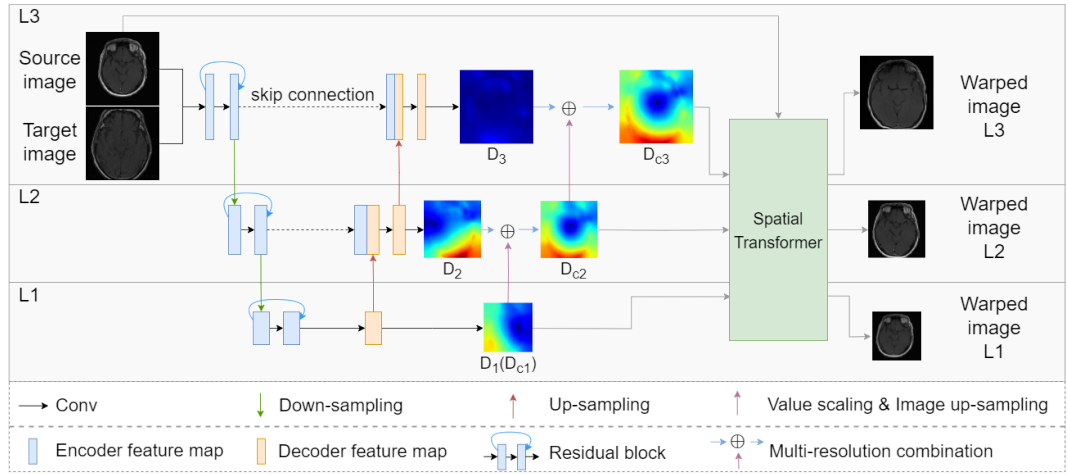 L3
Source
image
Target
image
skip connection
D3
Dc3
Warped
image
L3
L2
D2
Dc2
Spatial
Transformer
Warped
image
L2
L1
D1(Dc1)
Warped
image
L1
Conv
Down-sampling
Up-sampling
Value scaling & Image up-sampling
Encoder feature map
Decoder feature map
Residual block
Multi-resolution combination